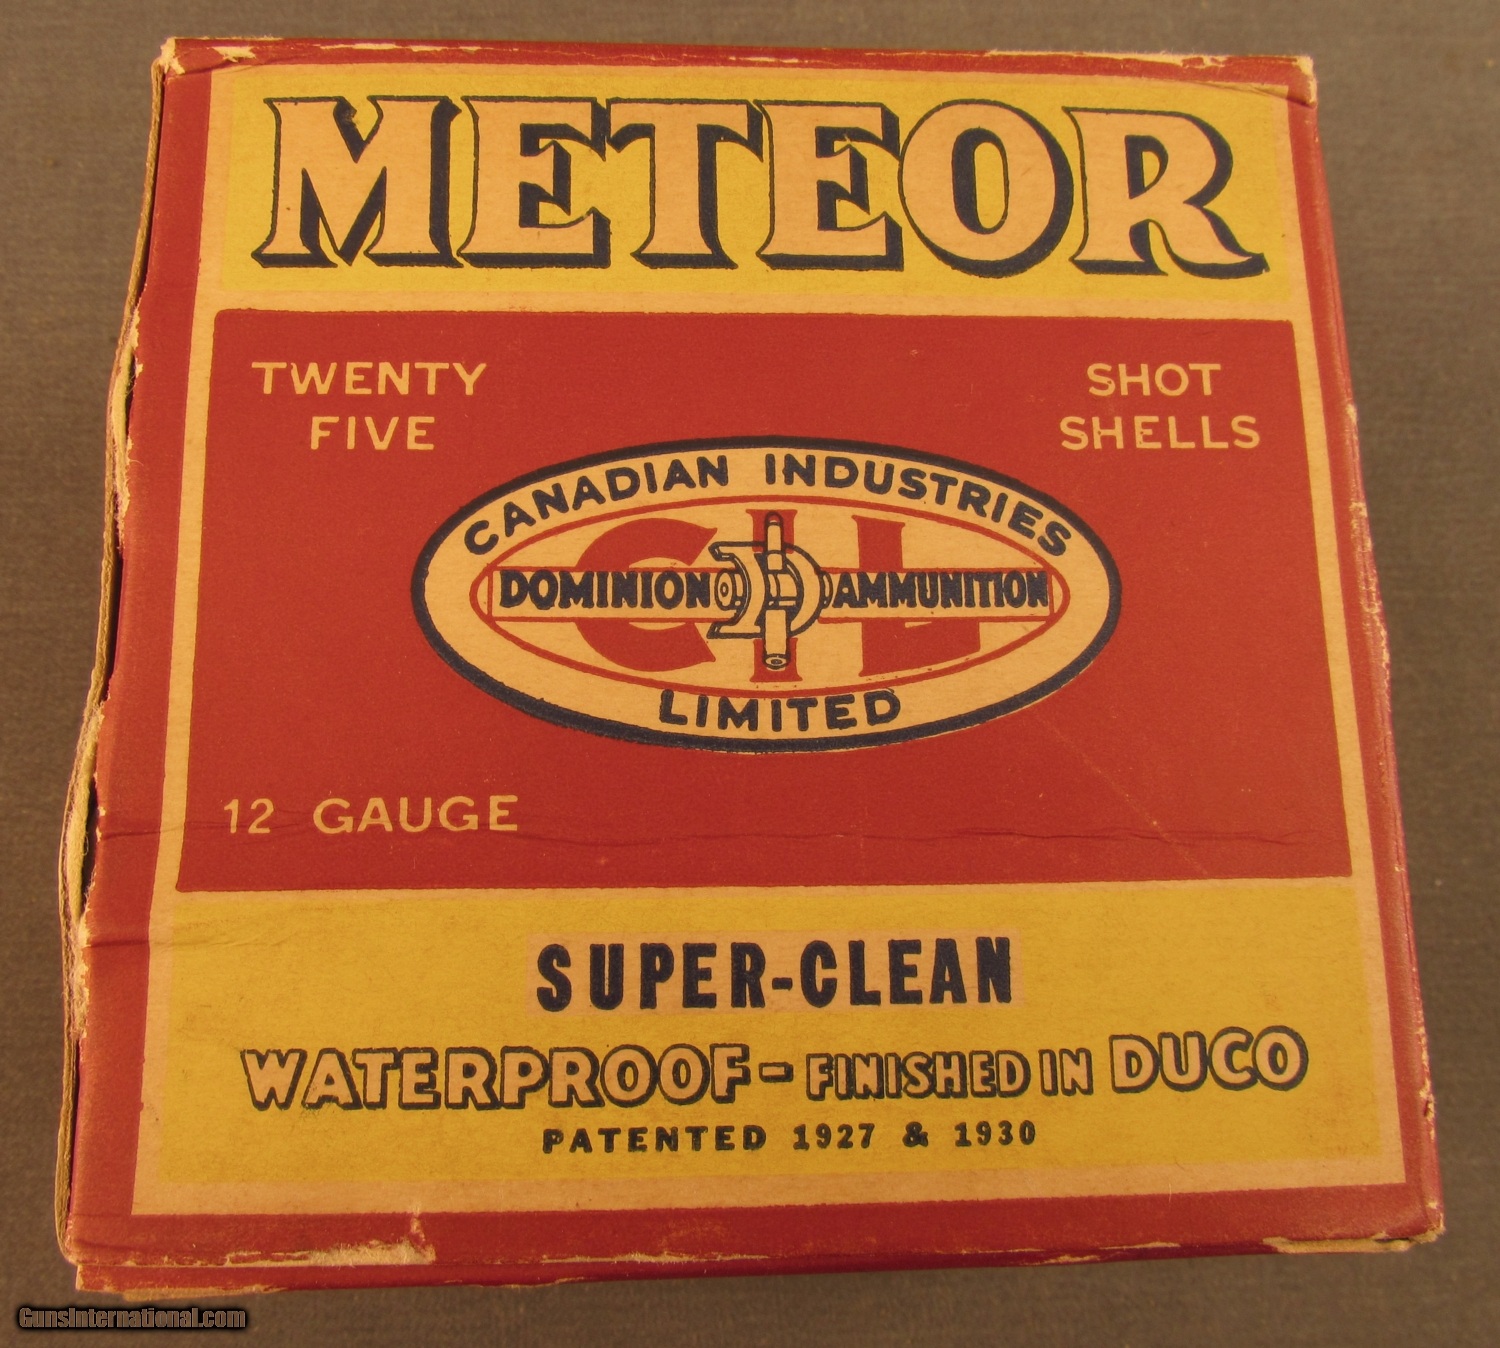 METEOR
TWENTY
FIVE
SHOT
SHELLS
CANADIAN INDUSTRIES
CIL
DOMINION D AMMUNITION
LIMITED
12 GAUGE
SUPER-CLEAN
WATERPROOF - FINISHED IN DUCO
PATENTED 1927 & 1930
GunsInternational.com